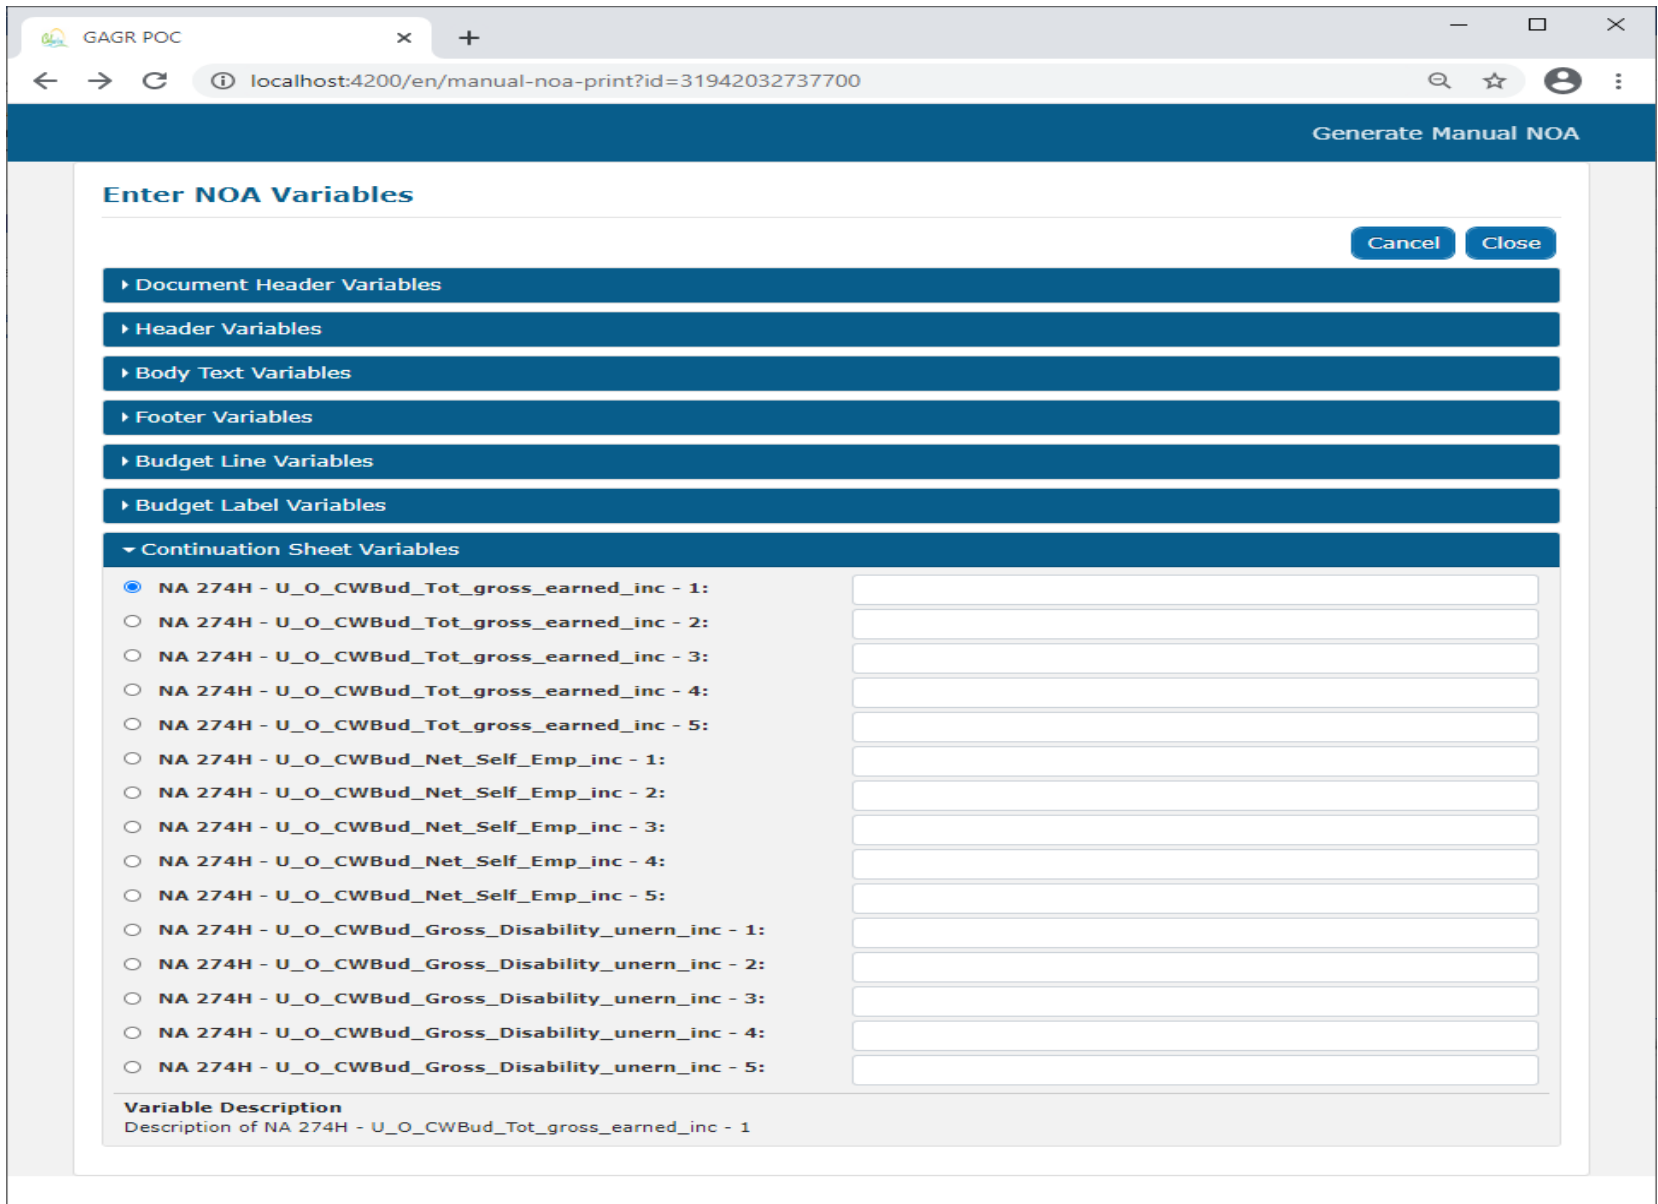 GAGR POC
localhost:4200/en/manual-noa-print?id=31942032737700
Generate Manual NOA
Enter NOA Variables
Cancel Close
Document Header Variables
Header Variables
Body Text Variables
Footer Variables
Budget Line Variables
Budget Label Variables
Continuation Sheet Variables
NA 274H - U_O_CWBud_Tot_gross_earned_inc - 1:
NA 274H - U_O_CWBud_Tot_gross_earned_inc - 2:
NA 274H - U_O_CWBud_Tot_gross_earned_inc - 3:
NA 274H - U_O_CWBud_Tot_gross_earned_inc - 4:
NA 274H - U_O_CWBud_Tot_gross_earned_inc - 5:
NA 274H - U_O_CWBud_Net_Self_Emp_inc - 1:
NA 274H - U_O_CWBud_Net_Self_Emp_inc - 2:
NA 274H - U_O_CWBud_Net_Self_Emp_inc - 3:
NA 274H - U_O_CWBud_Net_Self_Emp_inc - 4:
NA 274H - U_O_CWBud_Net_Self_Emp_inc - 5:
NA 274H - U_O_CWBud_Gross_Disability_unern_inc - 1:
NA 274H - U_O_CWBud_Gross_Disability_unern_inc - 2:
NA 274H - U_O_CWBud_Gross_Disability_unern_inc - 3:
NA 274H - U_O_CWBud_Gross_Disability_unern_inc - 4:
NA 274H - U_O_CWBud_Gross_Disability_unern_inc - 5:
Variable Description
Description of NA 274H - U_O_CWBud_Tot_gross_earned_inc - 1